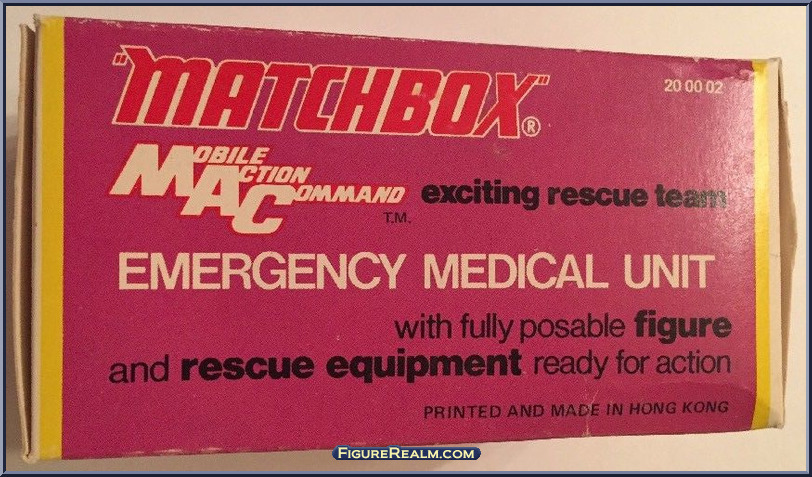 "MATCHBOX"®
20 00 02
MOBILE ACTION COMMAND T.M.
exciting rescue team
EMERGENCY MEDICAL UNIT
with fully posable figure
and rescue equipment ready for action
PRINTED AND MADE IN HONG KONG
FIGUREREALM.COM